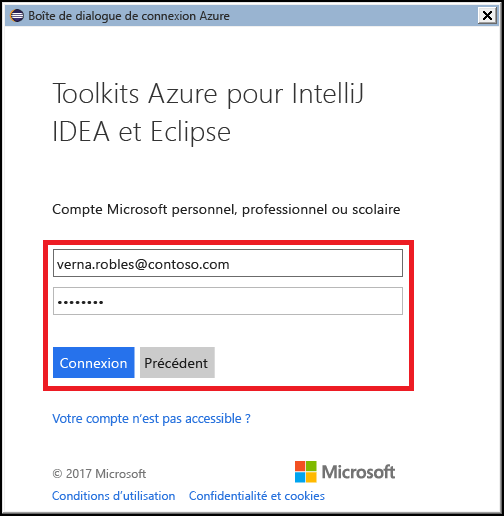 Boîte de dialogue de connexion Azure
Toolkits Azure pour IntelliJ
IDEA et Eclipse
Compte Microsoft personnel, professionnel ou scolaire
verna.robles@contoso.com
••••••••
Connexion Précédent
Votre compte n'est pas accessible ?
© 2017 Microsoft
Microsoft
Conditions d'utilisation Confidentialité et cookies